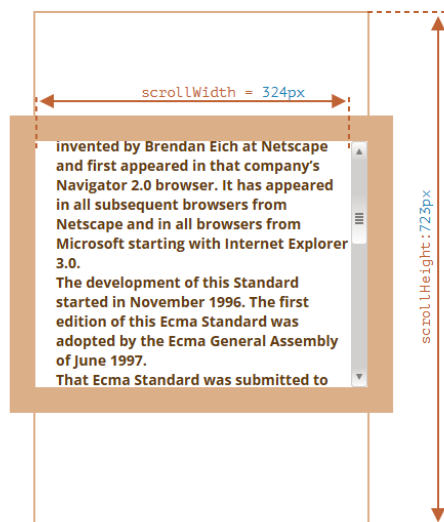 scrollWidth = 324px
invented by Brendan Eich at Netscape
and first appeared in that company’s
Navigator 2.0 browser. It has appeared
in all subsequent browsers from
Netscape and in all browsers from
Microsoft starting with Internet Explorer
3.0.
The development of this Standard
started in November 1996. The first
edition of this Ecma Standard was
adopted by the Ecma General Assembly
of June 1997.
That Ecma Standard was submitted to
scrollHeight:723px